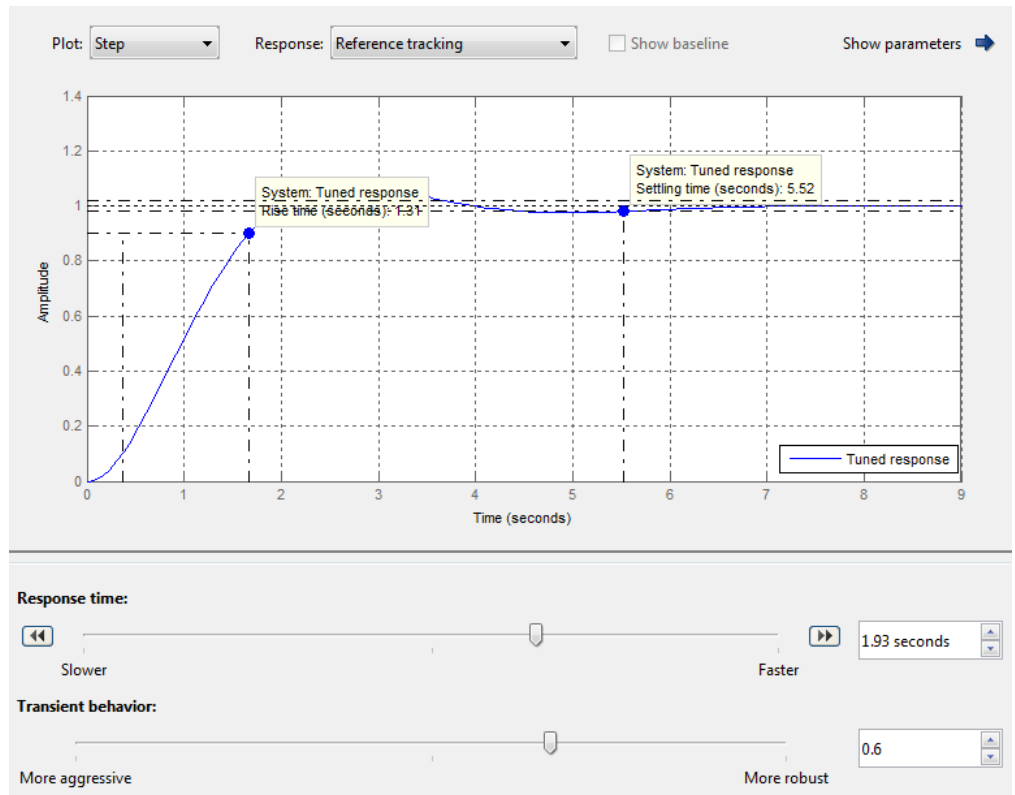 Plot: Step Response: Reference tracking Show baseline Show parameters
1.4
1.2
1
0.8
0.6
0.4
0.2
0
Amplitude
System: Tuned response
Rise time (seconds): 1.31
System: Tuned response
Settling time (seconds): 5.52
Tuned response
0 1 2 3 4 5 6 7 8 9
Time (seconds)
Response time:
1.93 seconds
Slower Faster
Transient behavior:
0.6
More aggressive More robust